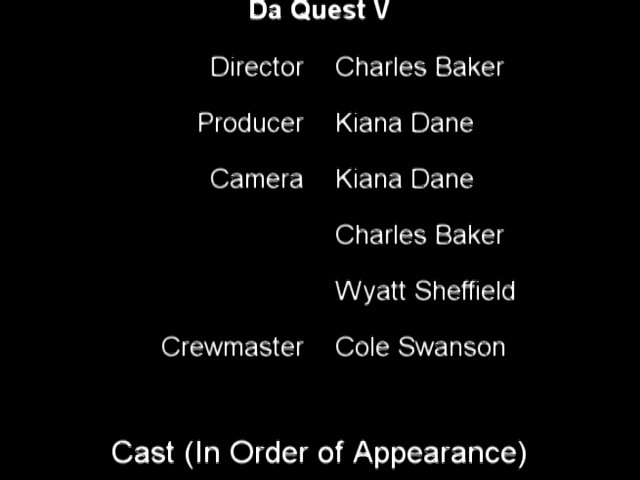 Da Quest V
Director Charles Baker
Producer Kiana Dane
Camera Kiana Dane
Charles Baker
Wyatt Sheffield
Crewmaster Cole Swanson
Cast (In Order of Appearance)